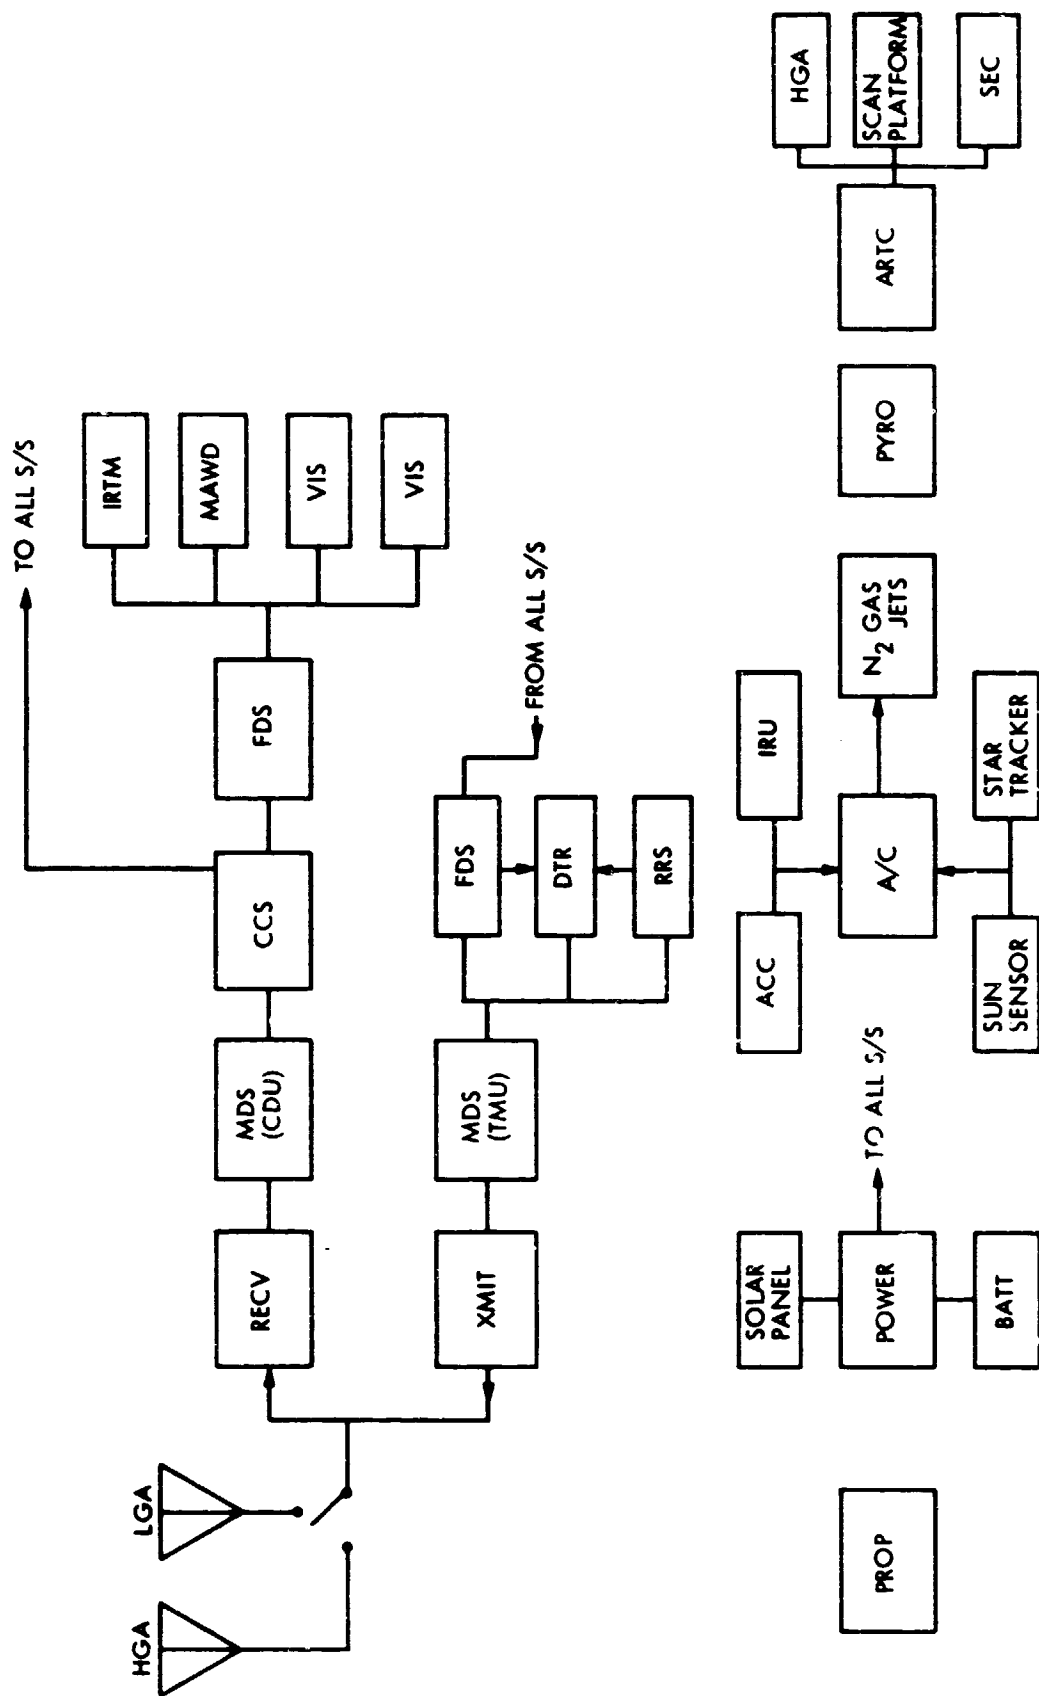 HGA
LGA
RECV
MDS
(CDU)
CCS
TO ALL S/S
FDS
IRTM
MAWD
VIS
VIS
XMIT
MDS
(TMU)
FDS
DTR
RRS
FROM ALL S/S
PROP
SOLAR
PANEL
POWER
BATT
TO ALL S/S
ACC
IRU
A/C
SUN
SENSOR
STAR
TRACKER
N₂ GAS
JETS
PYRO
ARTC
HGA
SCAN
PLATFORM
SEC